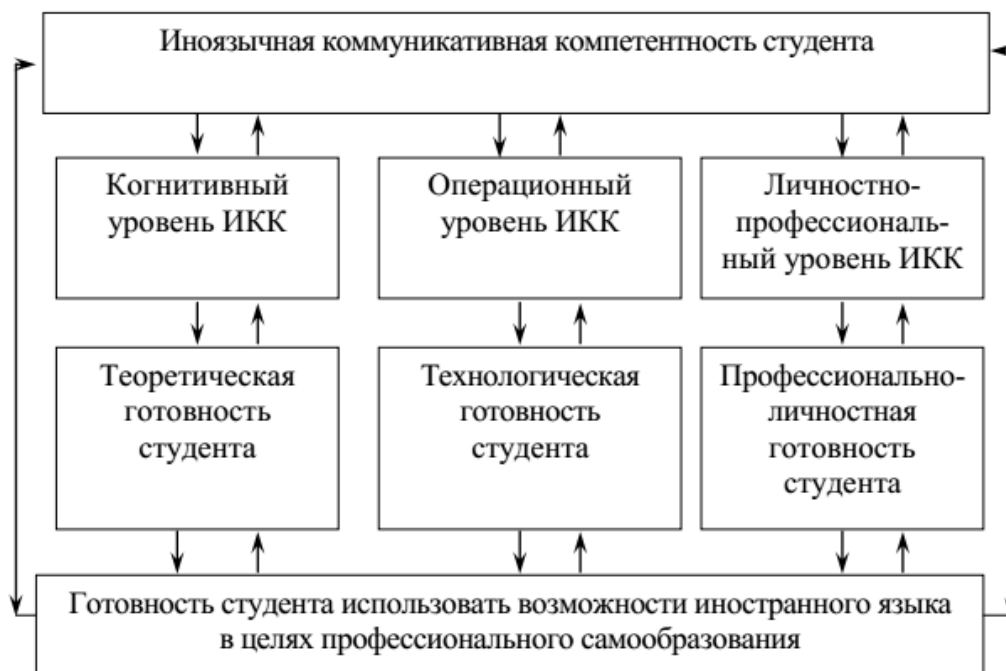 Иноязычная коммуникативная компетентность студента
Когнитивный
уровень ИКК
Операционный
уровень ИКК
Личностно-
профессиональ-
ный уровень ИКК
Теоретическая
готовность
студента
Технологическая
готовность
студента
Профессионально-
личностная
готовность
студента
Готовность студента использовать возможности иностранного языка
в целях профессионального самообразования